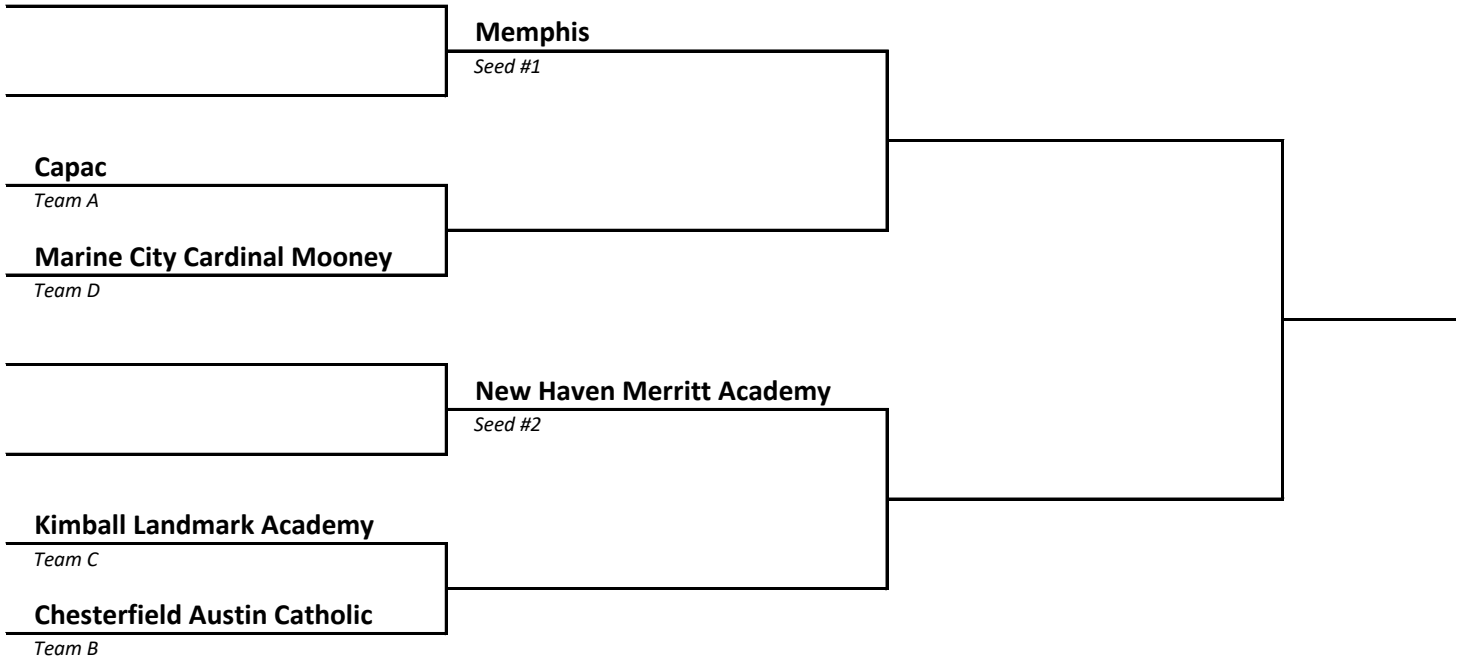 Memphis
Seed #1
Capac
Team A
Marine City Cardinal Mooney
Team D
New Haven Merritt Academy
Seed #2
Kimball Landmark Academy
Team C
Chesterfield Austin Catholic
Team B